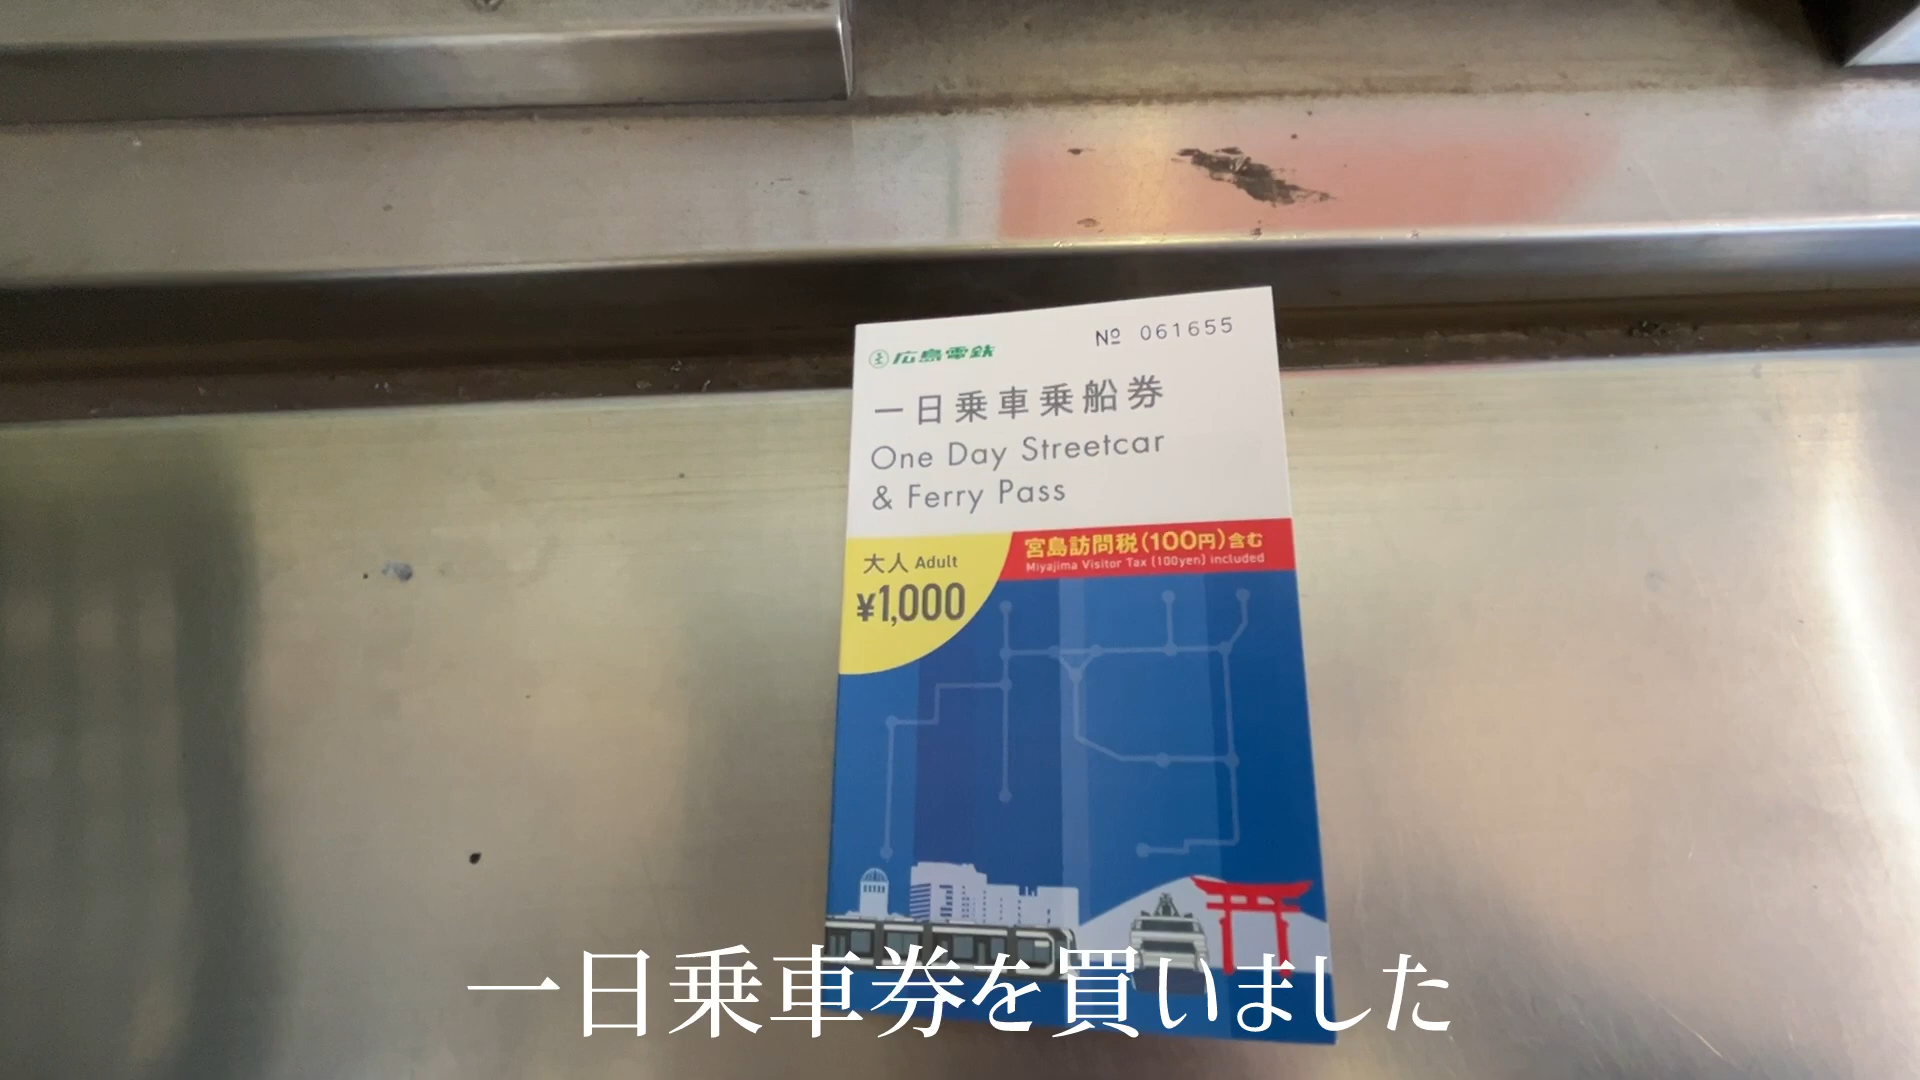 広島電鉄
Nº 061655
一日乗車乗船券
One Day Streetcar
& Ferry Pass
大人 Adult
¥1,000
宮島訪問税(100円)含む
Miyajima Visitor Tax (100yen) included
一日乗車券を買いました